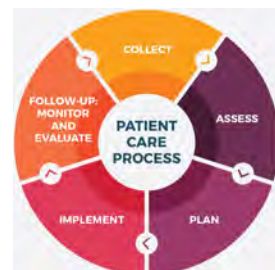 COLLECT
ASSESS
PLAN
IMPLEMENT
FOLLOW-UP:
MONITOR
AND
EVALUATE
PATIENT
CARE
PROCESS